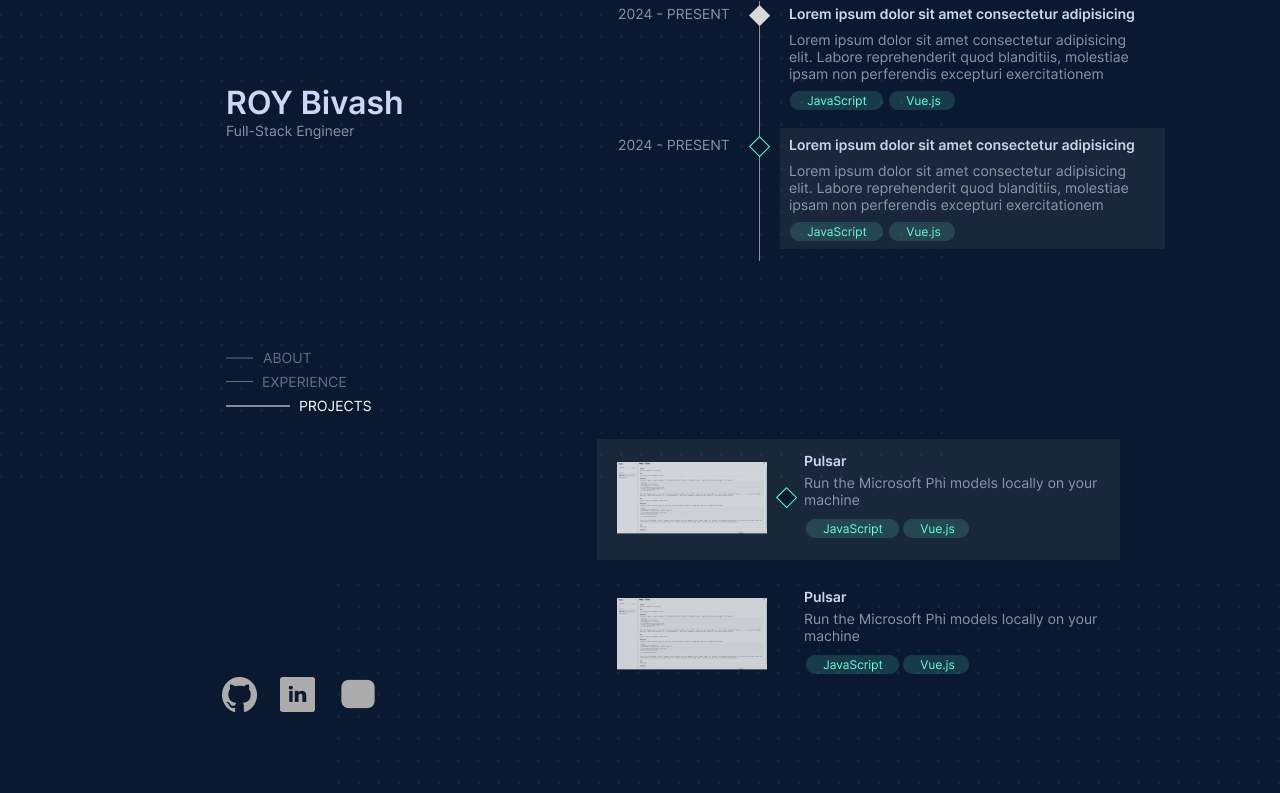 ROY Bivash
Full-Stack Engineer
ABOUT
EXPERIENCE
PROJECTS
2024 - PRESENT
Lorem ipsum dolor sit amet consectetur adipisicing
Lorem ipsum dolor sit amet consectetur adipisicing
elit. Labore reprehenderit quod blanditiis, molestiae
ipsam non perferendis excepturi exercitationem
JavaScript Vue.js
2024 - PRESENT
Lorem ipsum dolor sit amet consectetur adipisicing
Lorem ipsum dolor sit amet consectetur adipisicing
elit. Labore reprehenderit quod blanditiis, molestiae
ipsam non perferendis excepturi exercitationem
JavaScript Vue.js
Pulsar
Run the Microsoft Phi models locally on your
machine
JavaScript Vue.js
Pulsar
Run the Microsoft Phi models locally on your
machine
JavaScript Vue.js
in